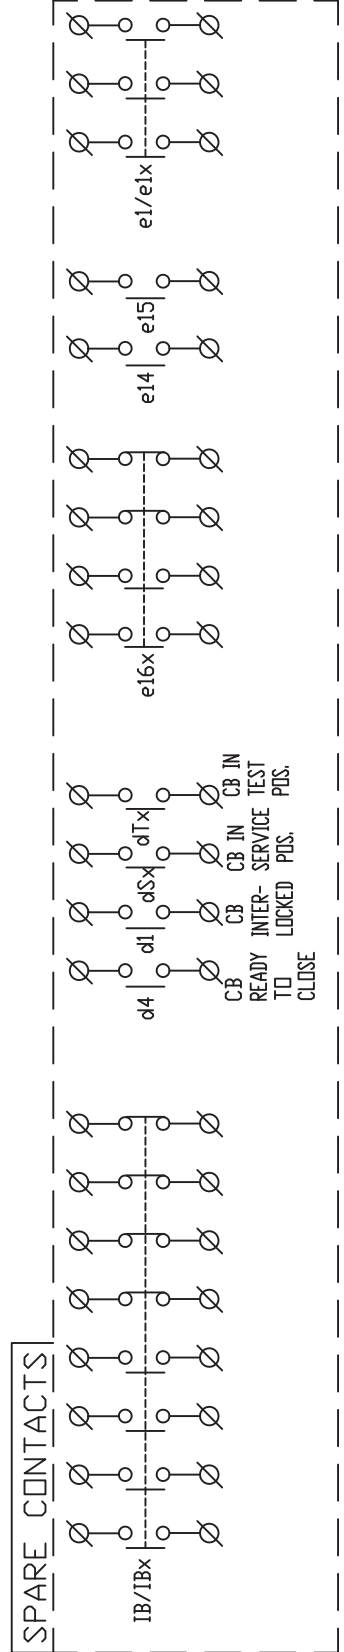 SPARE CONTACTS
IB/IBx
d4
d1
dSx
dTx
e16x
e14
e15
e1/e1x
CB
READY
TO
CLOSE
CB
INTER-
LOCKED
CB IN
SERVICE
POS.
CB IN
TEST
POS.